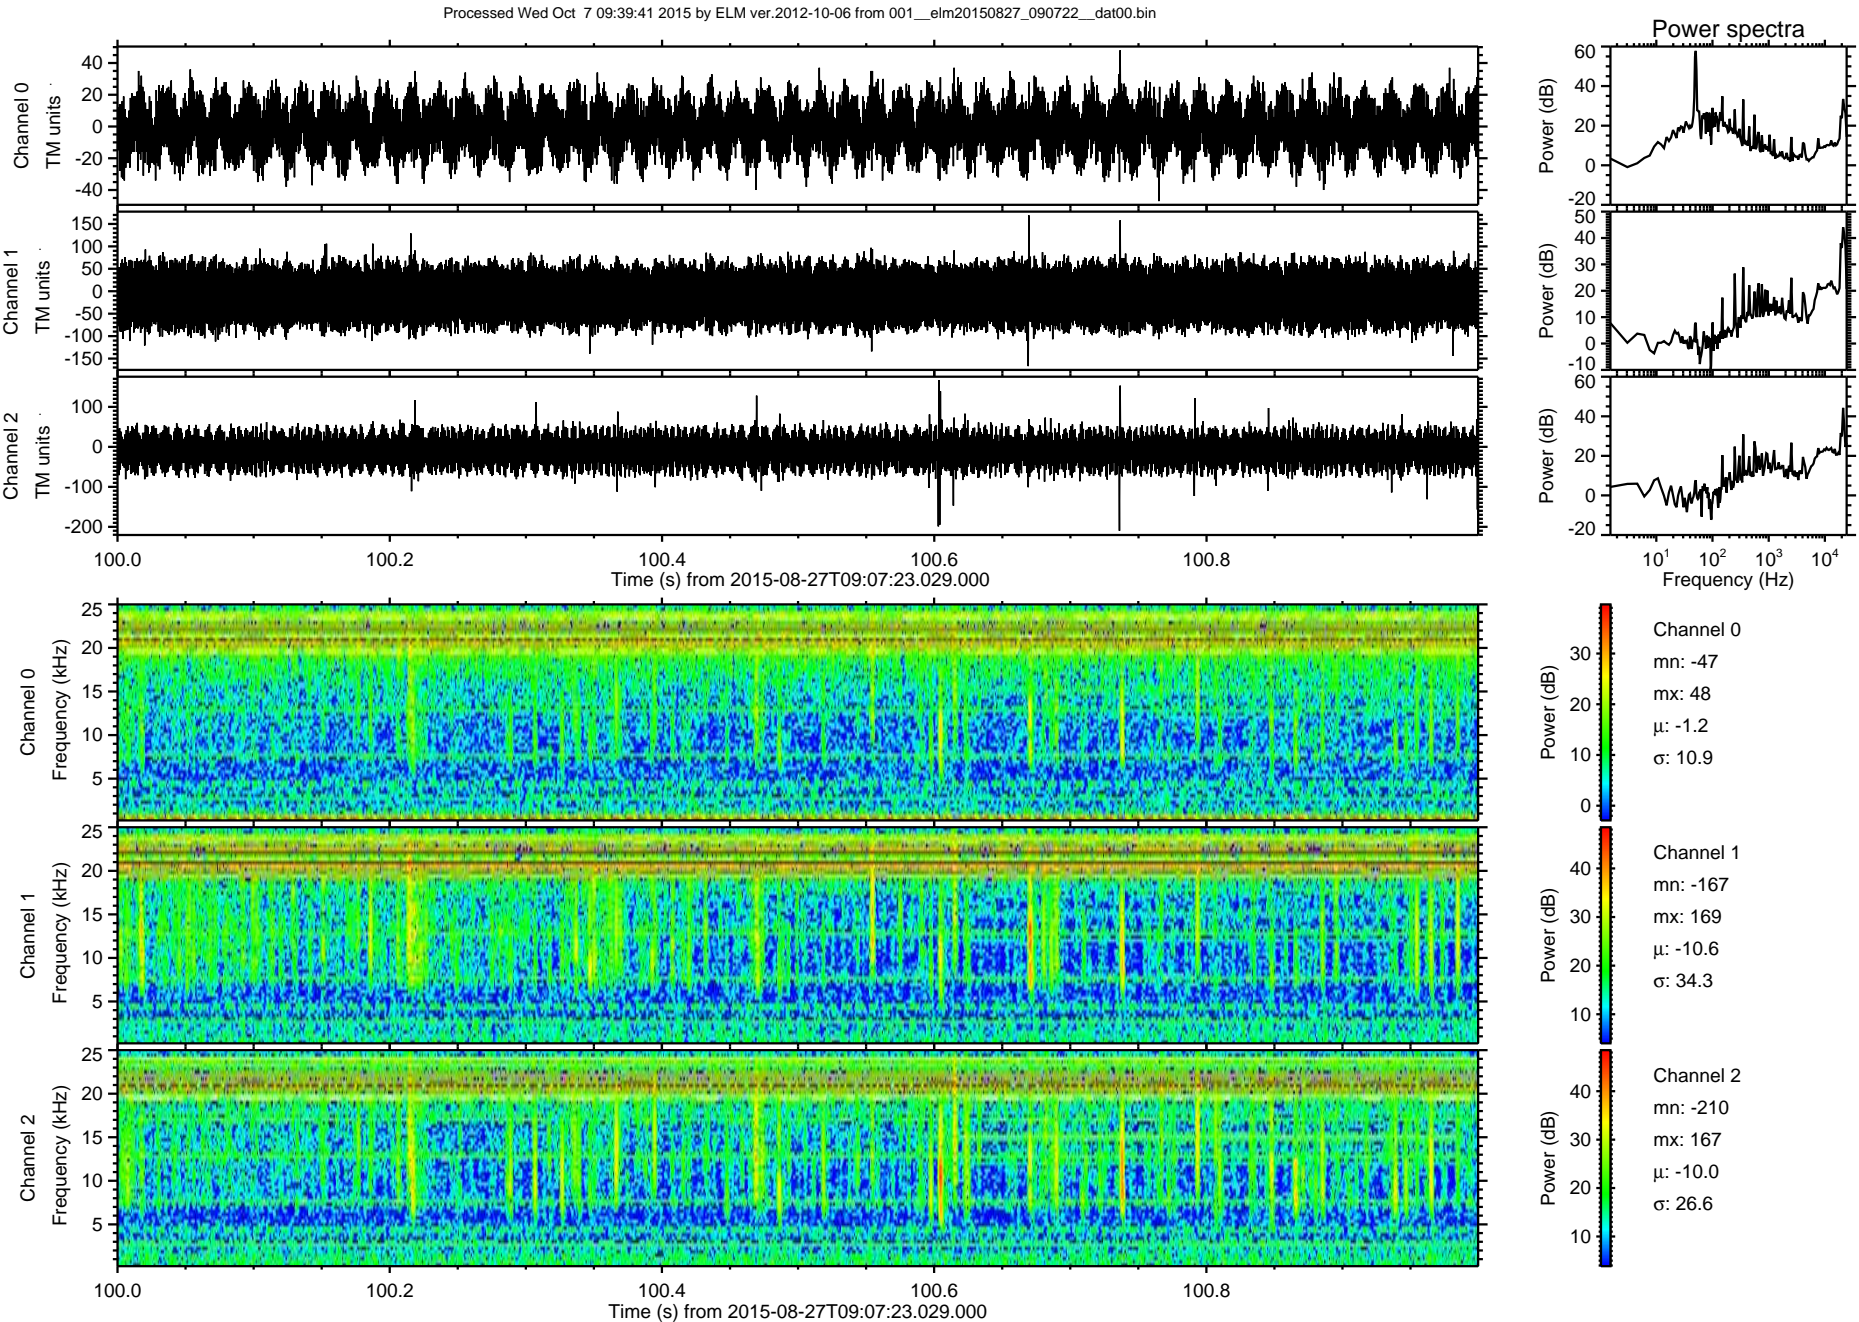 Processed Wed Oct 7 09:39:41 2015 by ELM ver.2012-10-06 from 001__elm20150827_090722__dat00.bin
Power spectra
Channel 0
TM units
40
20
0
-20
-40
Power (dB)
60
40
20
0
-20
Channel 1
TM units
150
100
50
0
-50
-100
-150
Power (dB)
50
40
30
20
10
0
-10
Channel 2
TM units
100
0
-100
-200
Power (dB)
60
40
20
0
-20
100.0 100.2 100.4 100.6 100.8
Time (s) from 2015-08-27T09:07:23.029.000
10^1 10^2 10^3 10^4
Frequency (Hz)
Channel 0
Frequency (kHz)
25
20
15
10
5
Power (dB)
30
20
10
0
Channel 0
mn: -47
mx: 48
μ: -1.2
σ: 10.9
Channel 1
Frequency (kHz)
25
20
15
10
5
Power (dB)
40
30
20
10
Channel 1
mn: -167
mx: 169
μ: -10.6
σ: 34.3
Channel 2
Frequency (kHz)
25
20
15
10
5
Power (dB)
40
30
20
10
Channel 2
mn: -210
mx: 167
μ: -10.0
σ: 26.6
100.0 100.2 100.4 100.6 100.8
Time (s) from 2015-08-27T09:07:23.029.000